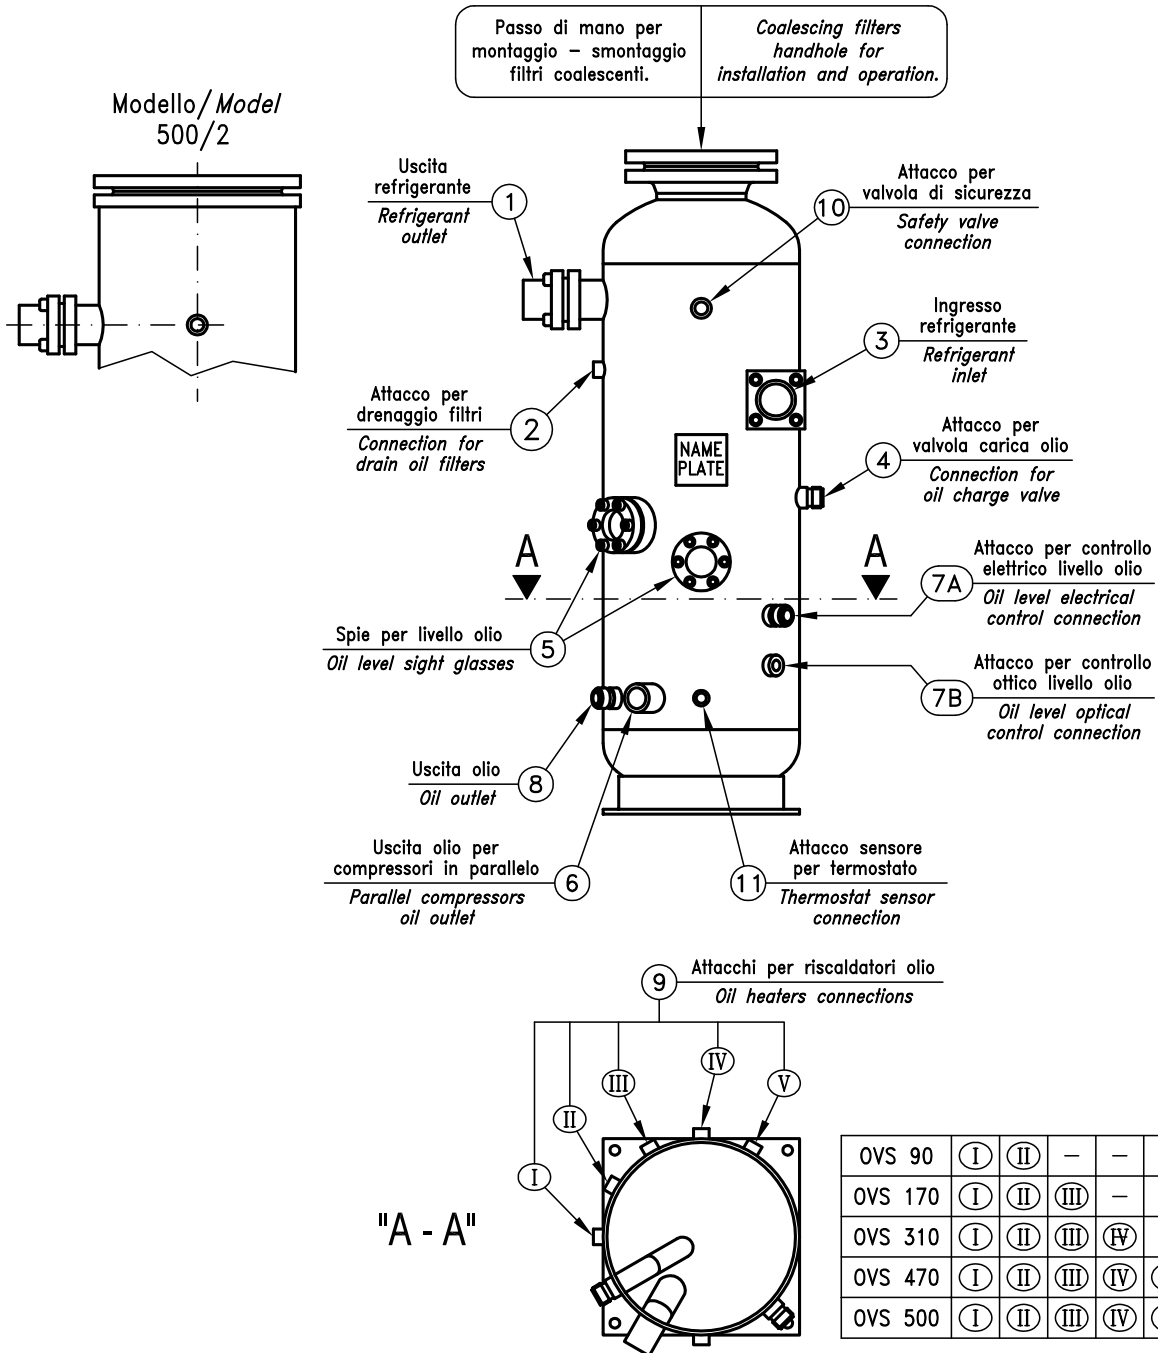 Passo di mano per
montaggio – smontaggio
filtri coalescenti.
Coalescing filters
handhole for
installation and operation.
Modello/Model
500/2
Uscita
refrigerante
Refrigerant
outlet
1
Attacco per
valvola di sicurezza
Safety valve
connection
10
Ingresso
refrigerante
Refrigerant
inlet
3
Attacco per
drenaggio filtri
Connection for
drain oil filters
2
NAME
PLATE
Attacco per
valvola carica olio
Connection for
oil charge valve
4
A
A
Attacco per controllo
elettrico livello olio
Oil level electrical
control connection
7A
Spie per livello olio
Oil level sight glasses
5
Attacco per controllo
ottico livello olio
Oil level optical
control connection
7B
Uscita olio
Oil outlet
8
Uscita olio per
compressori in parallelo
Parallel compressors
oil outlet
6
Attacco sensore
per termostato
Thermostat sensor
connection
11
9
Attacchi per riscaldatori olio
Oil heaters connections
I
II
III
IV
V
"A - A"
OVS 90 I II – –
OVS 170 I II III –
OVS 310 I II III IV
OVS 470 I II III IV
OVS 500 I II III IV